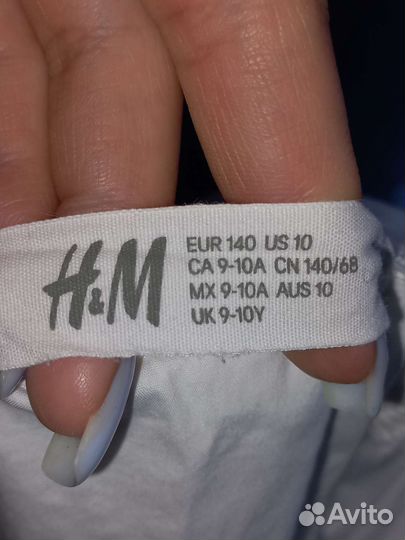 H&M
EUR 140 US 10
CA 9-10A CN 140/68
MX 9-10A AUS 10
UK 9-10Y
Avito